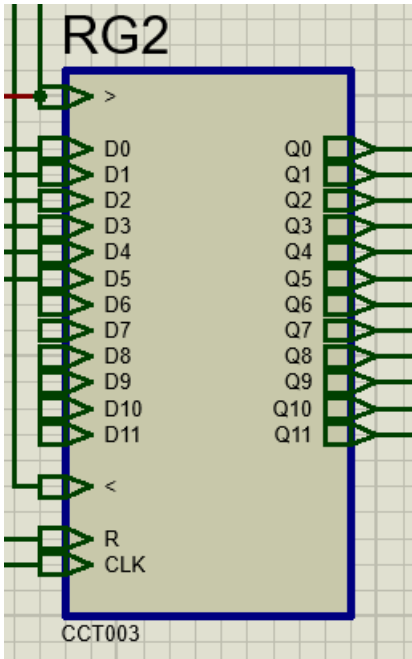 RG2
>
D0 Q0
D1 Q1
D2 Q2
D3 Q3
D4 Q4
D5 Q5
D6 Q6
D7 Q7
D8 Q8
D9 Q9
D10 Q10
D11 Q11
<
R
CLK
CCT003